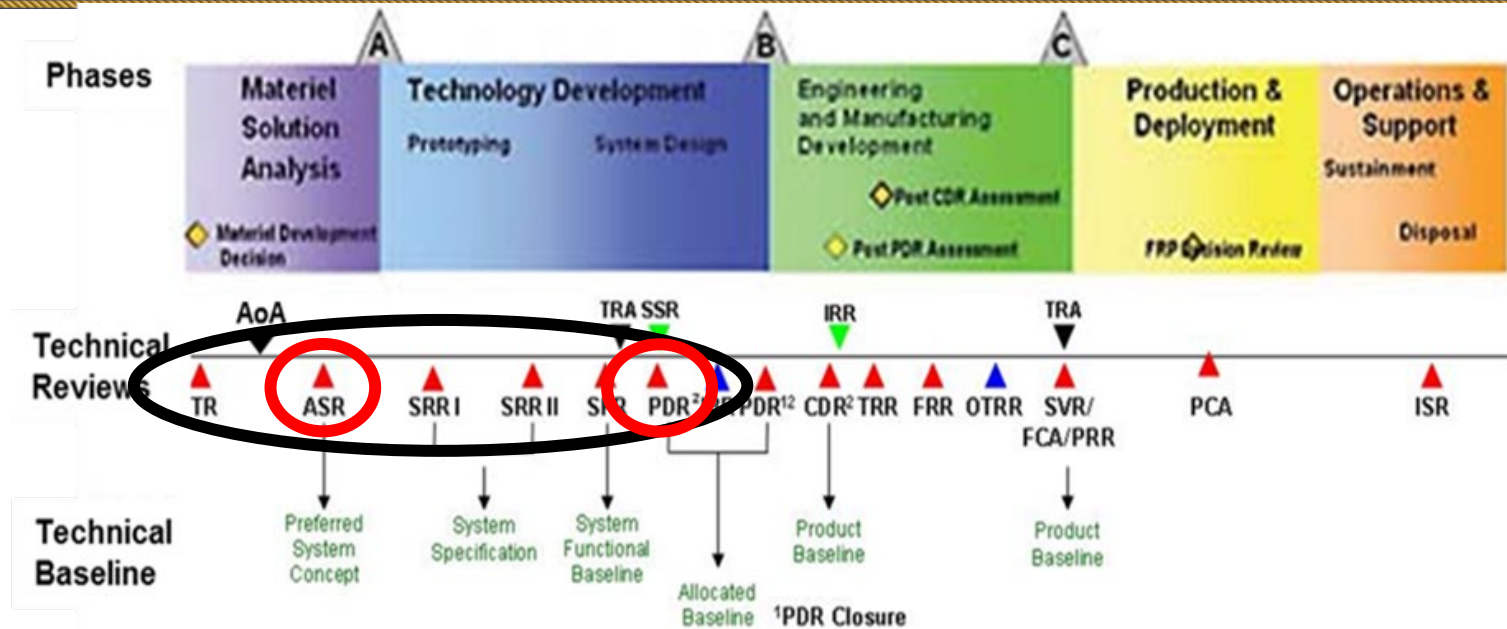 A
B
C
Phases
Materiel
Solution
Analysis
Materiel Development
Decision
Technology Development
Prototyping
System Design
Engineering
and Manufacturing
Development
Post CDR Assessment
Post PDR Assessment
Production &
Deployment
FRP Decision Review
Operations &
Support
Sustainment
Disposal
Technical
Reviews
AoA
TRA SSR
IRR
TRA
TR
ASR
SRR I
SRR II
PDR²
PDR¹²
CDR²
TRR
FRR
OTRR
SVR/
FCA/PRR
PCA
ISR
Technical
Baseline
Preferred
System
Concept
System
Specification
System
Functional
Baseline
Allocated
Baseline
¹PDR Closure
Product
Baseline
Product
Baseline